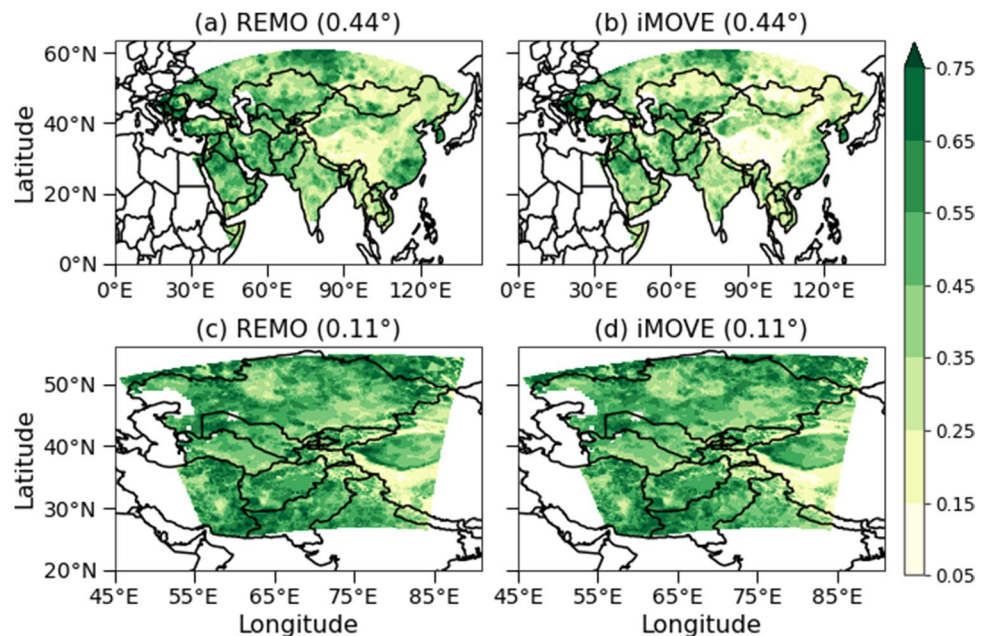 (a) REMO (0.44°) (b) iMOVE (0.44°)
60°N
40°N
20°N
0°N
Latitude
0°E 30°E 60°E 90°E 120°E 0°E 30°E 60°E 90°E 120°E
(c) REMO (0.11°) (d) iMOVE (0.11°)
50°N
40°N
30°N
20°N
Latitude
45°E 55°E 65°E 75°E 85°E 45°E 55°E 65°E 75°E 85°E
Longitude Longitude
0.75
0.65
0.55
0.45
0.35
0.25
0.15
0.05